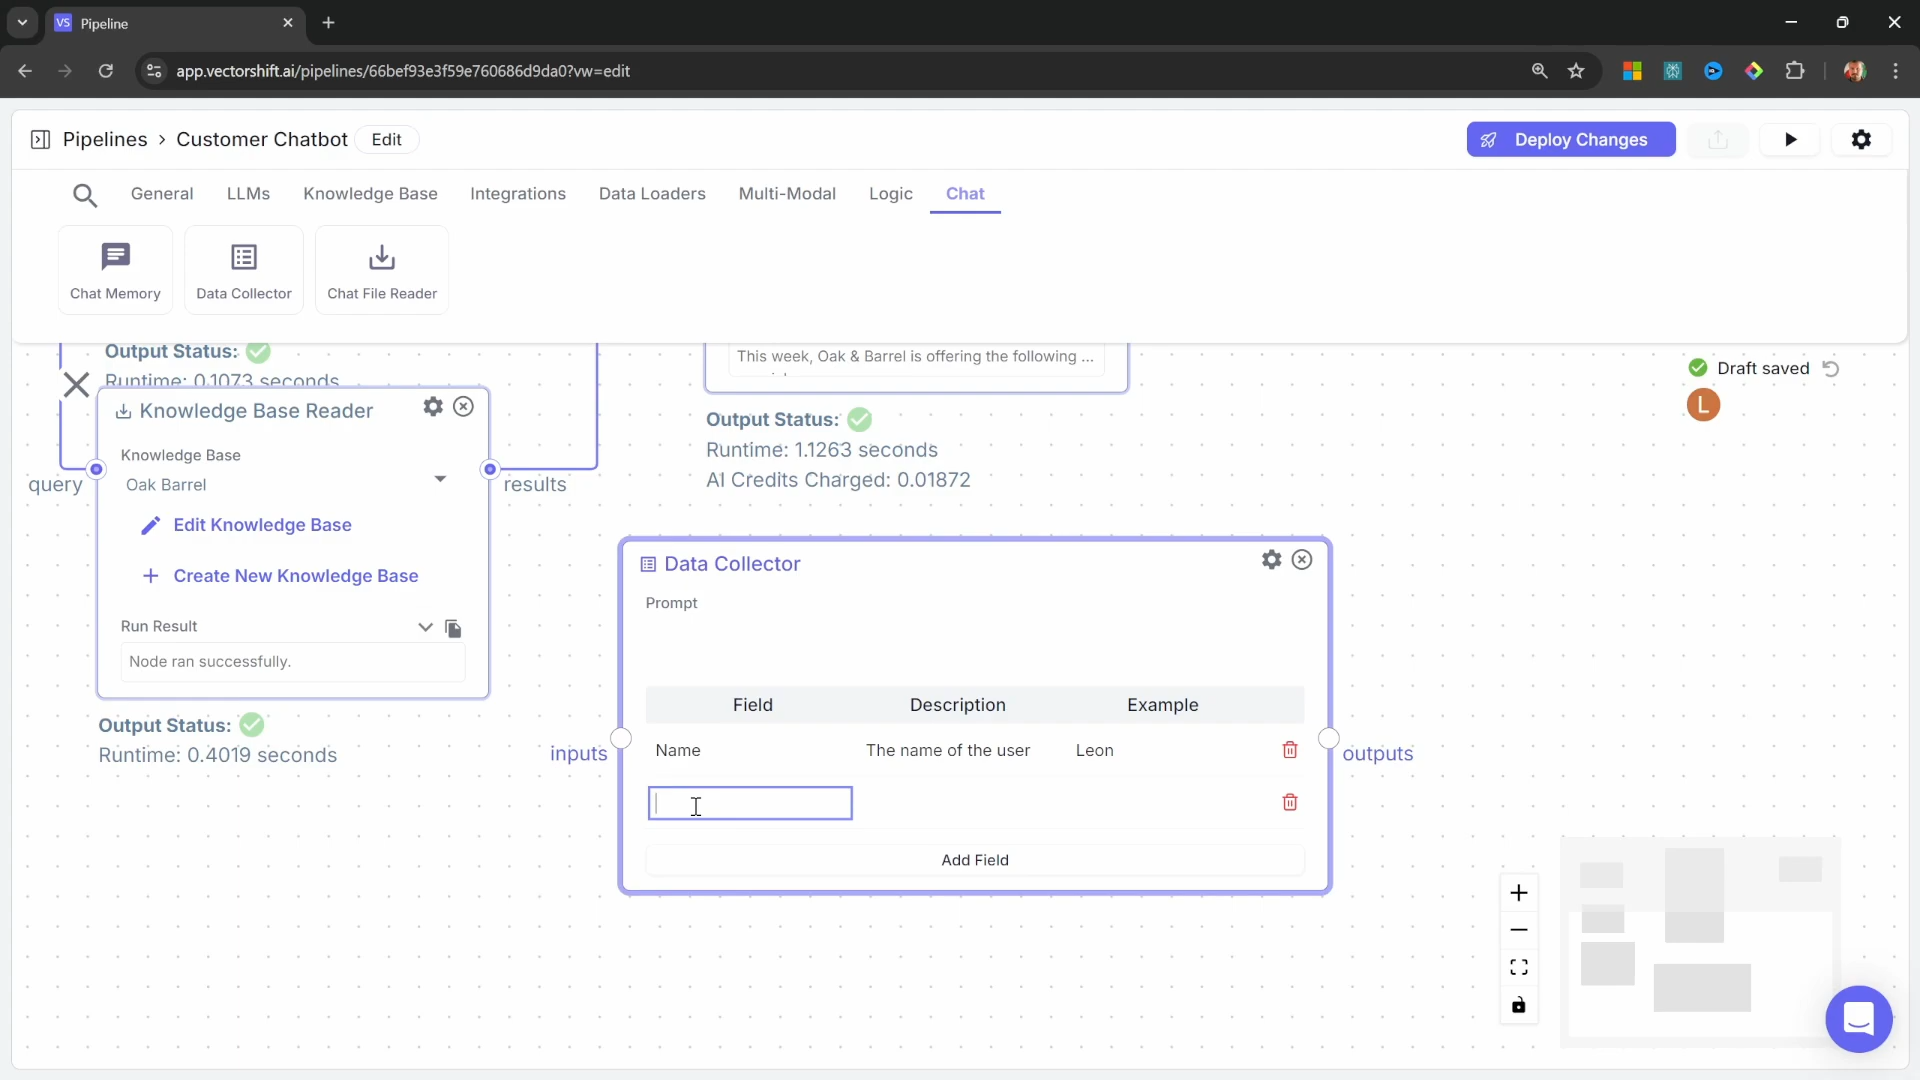 VS Pipeline
app.vectorshift.ai/pipelines/66bef93e3f59e760686d9da0?vw=edit
Pipelines > Customer Chatbot Edit
Deploy Changes
General LLMs Knowledge Base Integrations Data Loaders Multi-Modal Logic Chat
Chat Memory Data Collector Chat File Reader
Output Status:
Runtime: 0.1073 seconds
This week, Oak & Barrel is offering the following ...
Draft saved
L
Knowledge Base Reader
Knowledge Base
Oak Barrel
query
results
Edit Knowledge Base
Create New Knowledge Base
Run Result
Node ran successfully.
Output Status:
Runtime: 0.4019 seconds
Output Status:
Runtime: 1.1263 seconds
AI Credits Charged: 0.01872
Data Collector
Prompt
Field Description Example
inputs
Name The name of the user Leon
outputs
Add Field